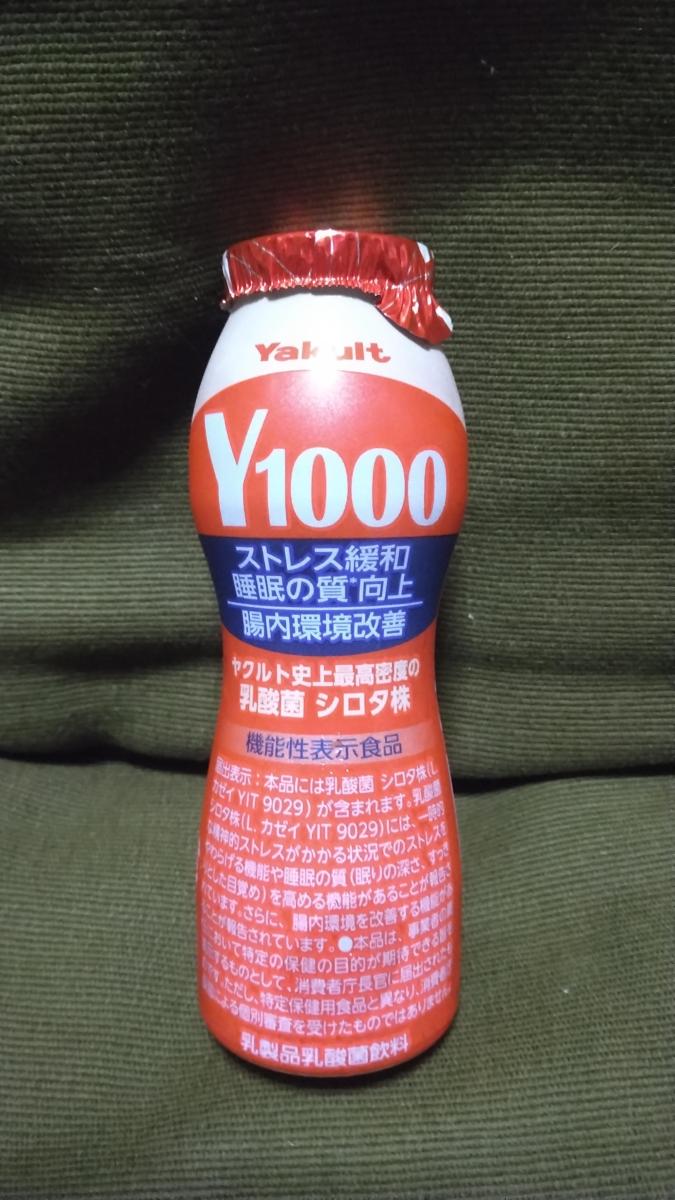 Yakult
Y1000
ストレス緩和
睡眠の質*向上
腸内環境改善
ヤクルト史上最高密度の
乳酸菌 シロタ株
機能性表示食品
届出表示:本品には乳酸菌 シロタ株(L.
カゼイ YIT 9029) が含まれます。乳酸菌
シロタ株(L. カゼイ YIT 9029)には、一時的
な精神的ストレスがかかる状況でのストレスを
やわらげる機能や睡眠の質(眠りの深さ、すっき
りとした目覚め)を高める機能があることが報告さ
れています。さらに、腸内環境を改善する機能があ
ことが報告されています。●本品は、事業者の
において特定の保健の目的が期待できる旨を
するものとして、消費者庁長官に届出された
です。ただし、特定保健用食品と異なり、消費者
による個別審査を受けたものではありません。
乳製品乳酸菌飲料